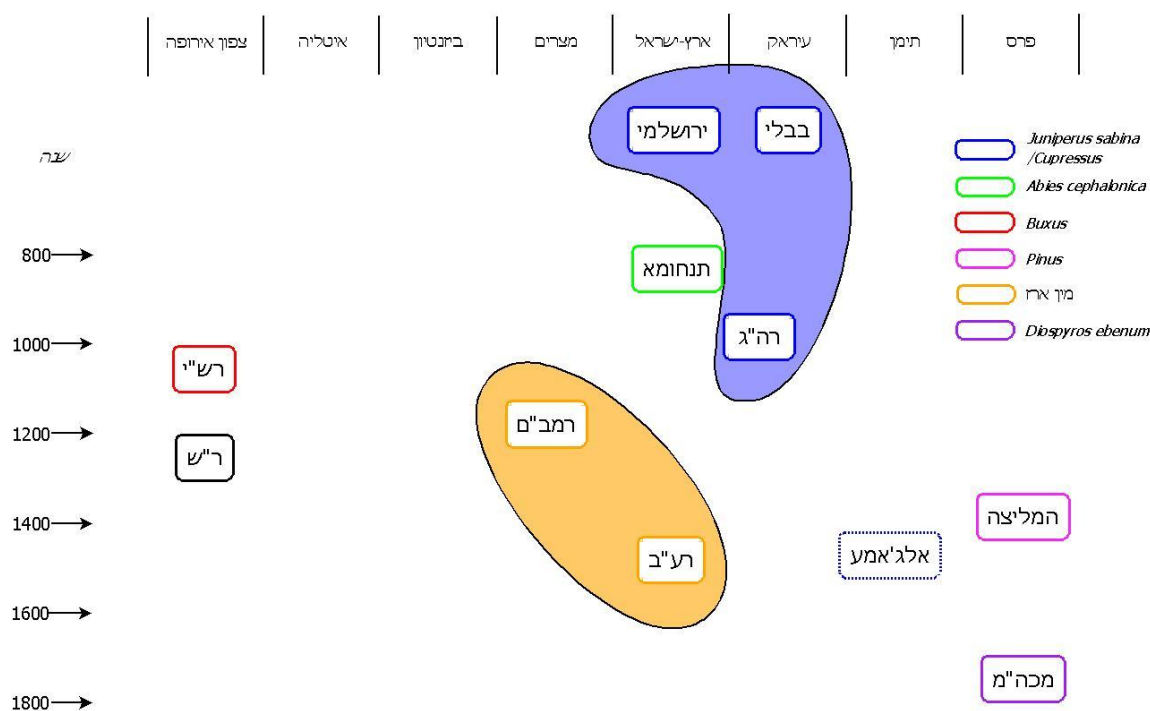 פרס
תימן
עיראק
ארץ-ישראל
מצרים
ביזנטיון
איטליה
צפון אירופה
שנה
800
1000
1200
1400
1600
1800
בבלי
ירושלמי
תנחומא
רה"ג
רש"י
רמב"ם
ר"ש
המליצה
אלג'אמע
רע"ב
מכה"מ
Juniperus sabina
/Cupressus
Abies cephalonica
Buxus
Pinus
מין ארז
Diospyros ebenum